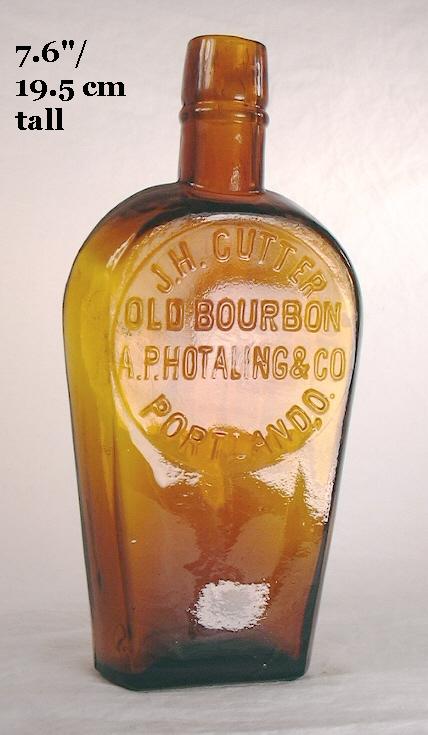 7.6"/
19.5 cm
tall
J.H. CUTTER
OLD BOURBON
A.P. HOTALING & CO
PORTLAND, O.